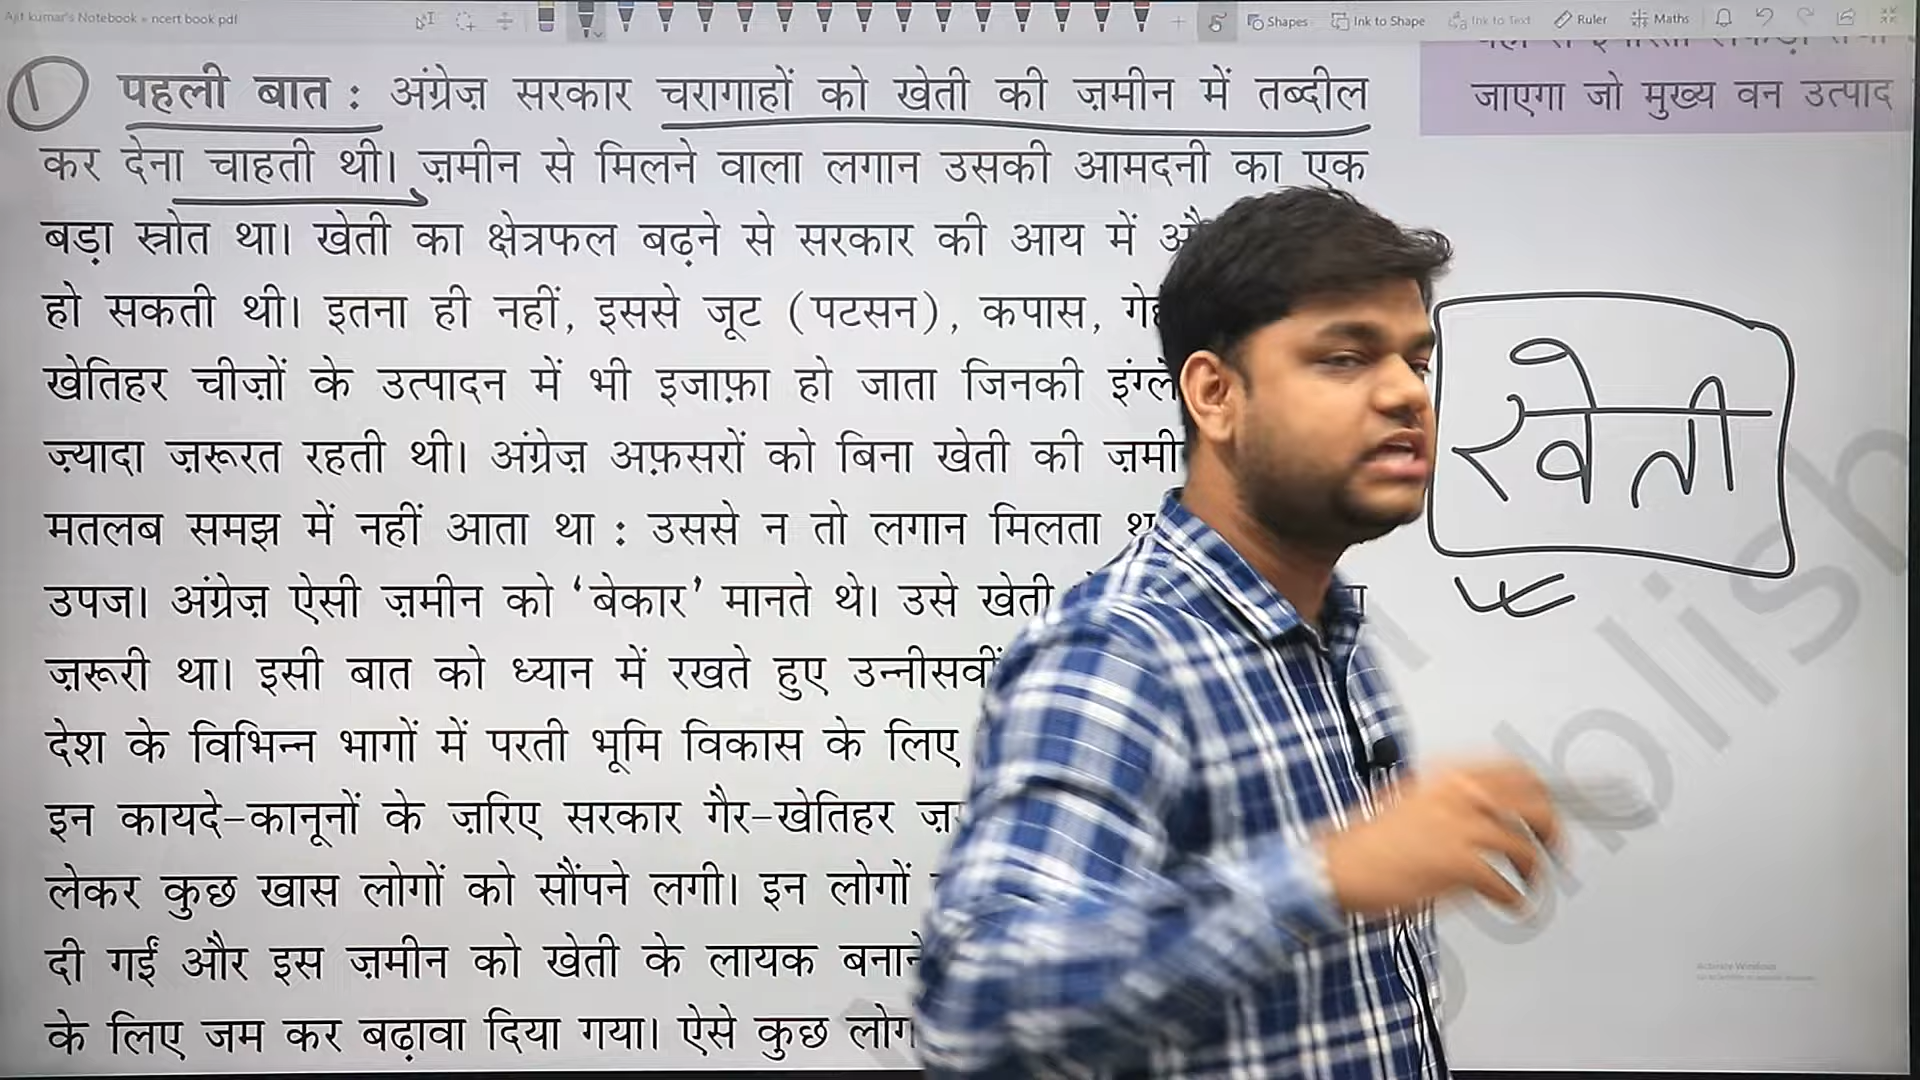 Ajit kumar's Notebook » ncert book pdf
Shapes Ink to Shape Ink to Text Ruler Maths
जाएगा जो मुख्य वन उत्पाद
1 पहली बात : अंग्रेज़ सरकार चरागाहों को खेती की ज़मीन में तब्दील
कर देना चाहती थी। ज़मीन से मिलने वाला लगान उसकी आमदनी का एक
बड़ा स्रोत था। खेती का क्षेत्रफल बढ़ने से सरकार की आय में
हो सकती थी। इतना ही नहीं, इससे जूट (पटसन), कपास,
खेतिहर चीज़ों के उत्पादन में भी इजाफ़ा हो जाता जिनकी
ज़्यादा ज़रूरत रहती थी। अंग्रेज़ अफ़सरों को बिना खेती की
मतलब समझ में नहीं आता था : उससे न तो लगान मिलता
उपज। अंग्रेज़ ऐसी ज़मीन को ‘बेकार’ मानते थे। उसे खेती
ज़रूरी था। इसी बात को ध्यान में रखते हुए
देश के विभिन्न भागों में परती भूमि विकास के लिए
इन कायदे-कानूनों के ज़रिए सरकार गैर-खेतिहर
लेकर कुछ खास लोगों को सौंपने लगी। इन लोगों
दी गईं और इस ज़मीन को खेती के लायक
के लिए जम कर बढ़ावा दिया गया। ऐसे कुछ
खेती
Activate Windows